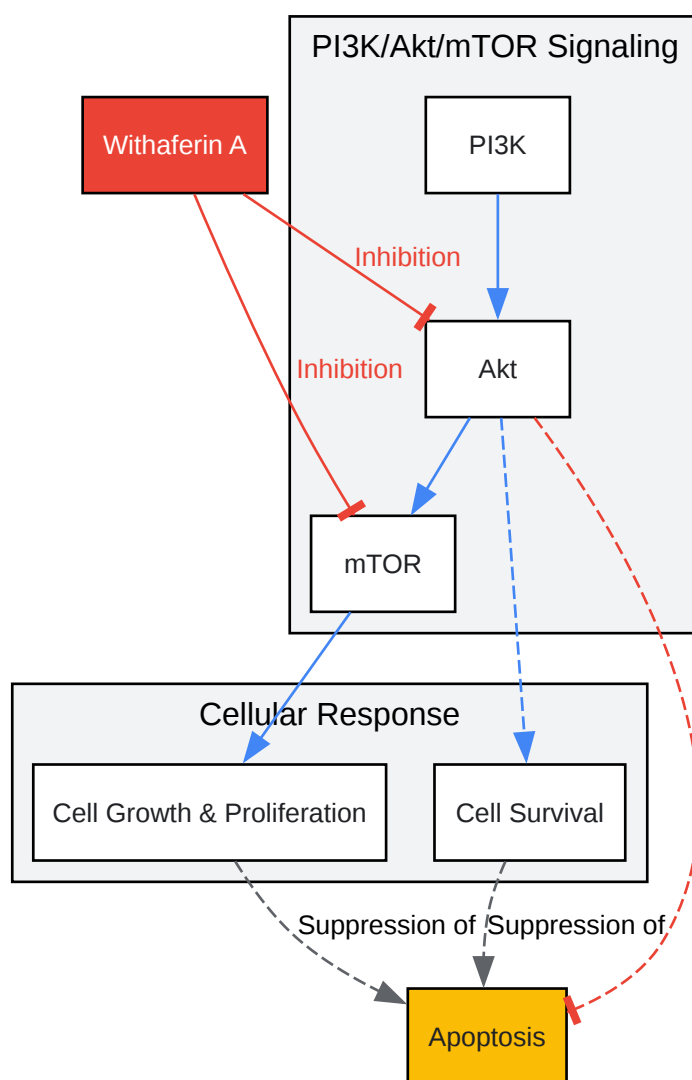 PI3K/Akt/mTOR Signaling
Withaferin A
PI3K
Inhibition
Inhibition
Akt
mTOR
Cellular Response
Cell Growth & Proliferation
Cell Survival
Suppression of
Suppression of
Apoptosis